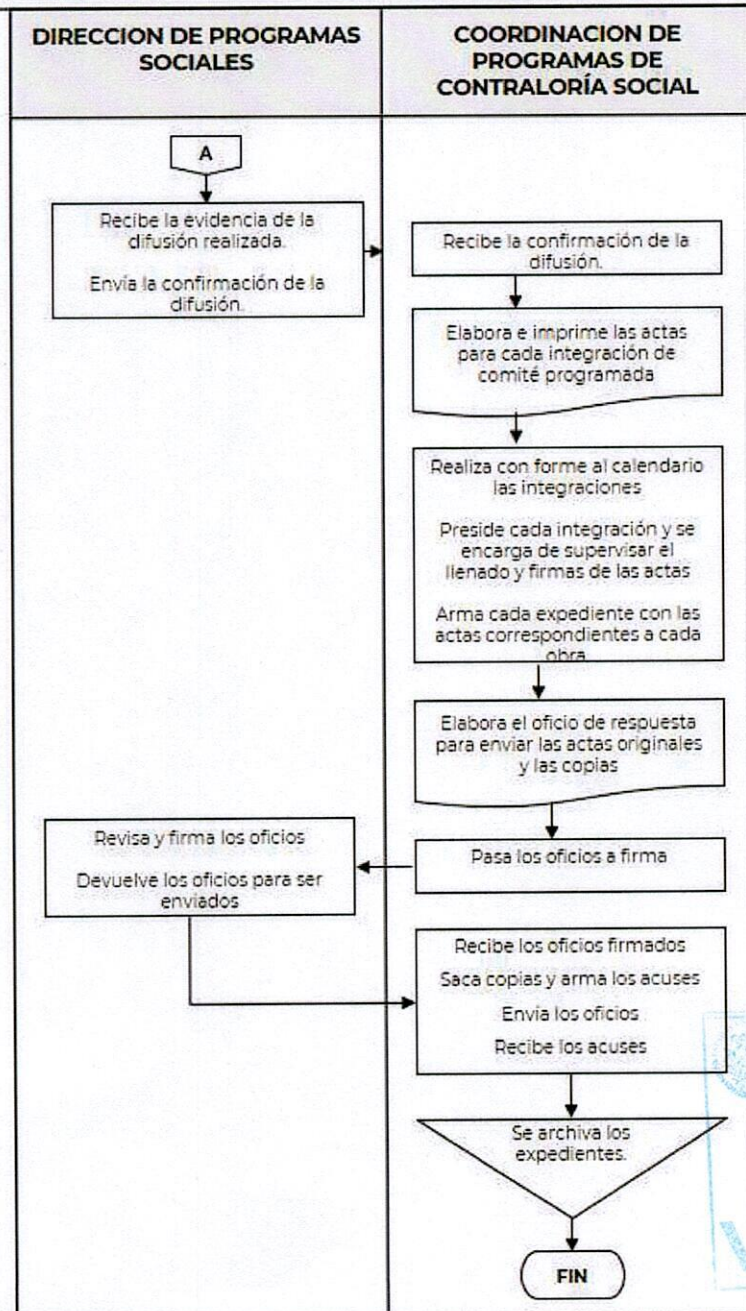 DIRECCION DE PROGRAMAS
SOCIALES
COORDINACION DE
PROGRAMAS DE
CONTRALORÍA SOCIAL
A
Recibe la evidencia de la
difusión realizada.
Envía la confirmación de la
difusión.
Recibe la confirmación de la
difusión.
Elabora e imprime las actas
para cada integración de
comité programada
Realiza con forme al calendario
las integraciones
Preside cada integración y se
encarga de supervisar el
llenado y firmas de las actas
Arma cada expediente con las
actas correspondientes a cada
obra
Elabora el oficio de respuesta
para enviar las actas originales
y las copias
Pasa los oficios a firma
Revisa y firma los oficios
Devuelve los oficios para ser
enviados
Recibe los oficios firmados
Saca copias y arma los acuses
Envía los oficios
Recibe los acuses
Se archiva los
expedientes.
FIN